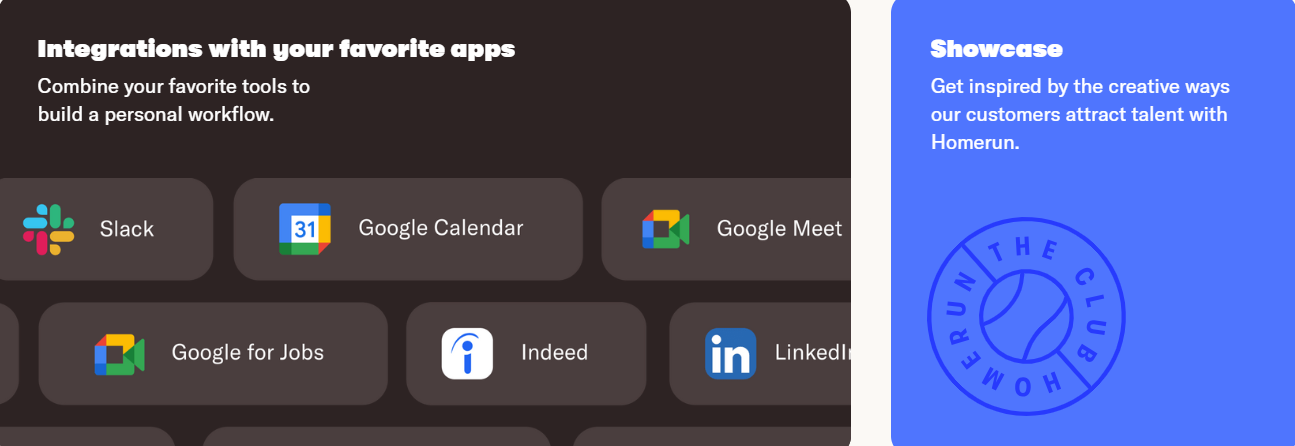 Integrations with your favorite apps
Combine your favorite tools to
build a personal workflow.
Slack
31
Google Calendar
Google Meet
Google for Jobs
Indeed
in
LinkedIn
Showcase
Get inspired by the creative ways
our customers attract talent with
Homerun.
THE CLUB
HOMERUN